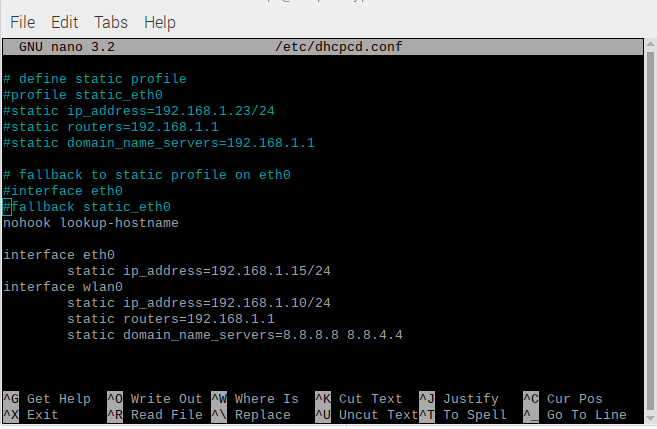 File Edit Tabs Help
GNU nano 3.2 /etc/dhcpcd.conf
# define static profile
#profile static_eth0
#static ip_address=192.168.1.23/24
#static routers=192.168.1.1
#static domain_name_servers=192.168.1.1
# fallback to static profile on eth0
#interface eth0
#fallback static_eth0
nohook lookup-hostname
interface eth0
static ip_address=192.168.1.15/24
interface wlan0
static ip_address=192.168.1.10/24
static routers=192.168.1.1
static domain_name_servers=8.8.8.8 8.8.4.4
^G Get Help ^O Write Out ^W Where Is ^K Cut Text ^J Justify ^C Cur Pos
^X Exit ^R Read File ^\ Replace ^U Uncut Text ^T To Spell ^_ Go To Line